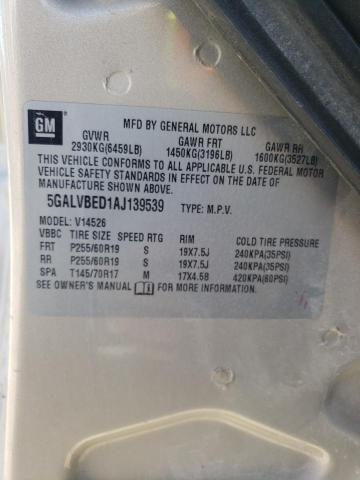 GM
MFD BY GENERAL MOTORS LLC
GVWR GAWR FRT GAWR RR
2930KG(6459LB) 1450KG(3196LB) 1600KG(3527LB)
THIS VEHICLE CONFORMS TO ALL APPLICABLE U.S. FEDERAL MOTOR
VEHICLE SAFETY STANDARDS IN EFFECT ON THE DATE OF
MANUFACTURE SHOWN ABOVE.
5GALVBED1AJ139539 TYPE: M.P.V.
MODEL: V14526
VBBC TIRE SIZE SPEED RTG RIM COLD TIRE PRESSURE
FRT P255/60R19 S 19X7.5J 240KPA(35PSI)
RR P255/60R19 S 19X7.5J 240KPA(35PSI)
SPA T145/70R17 M 17X4.5B 420KPA(60PSI)
SEE OWNER'S MANUAL FOR MORE INFORMATION.